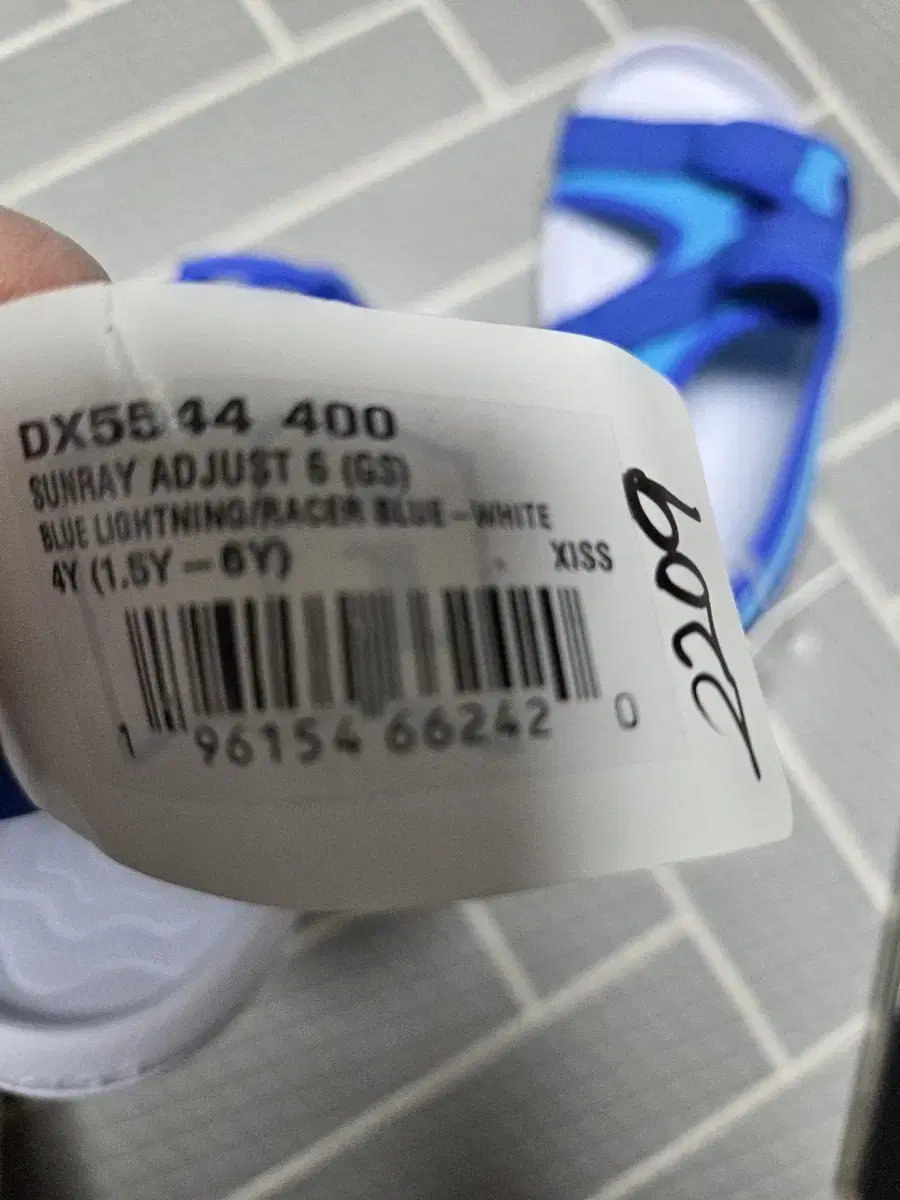 DX5544 400
SUNRAY ADJUST 6 (GS)
BLUE LIGHTNING/RACER BLUE-WHITE
4Y (1.5Y-6Y) XISS
1 96154 66242 0
2209